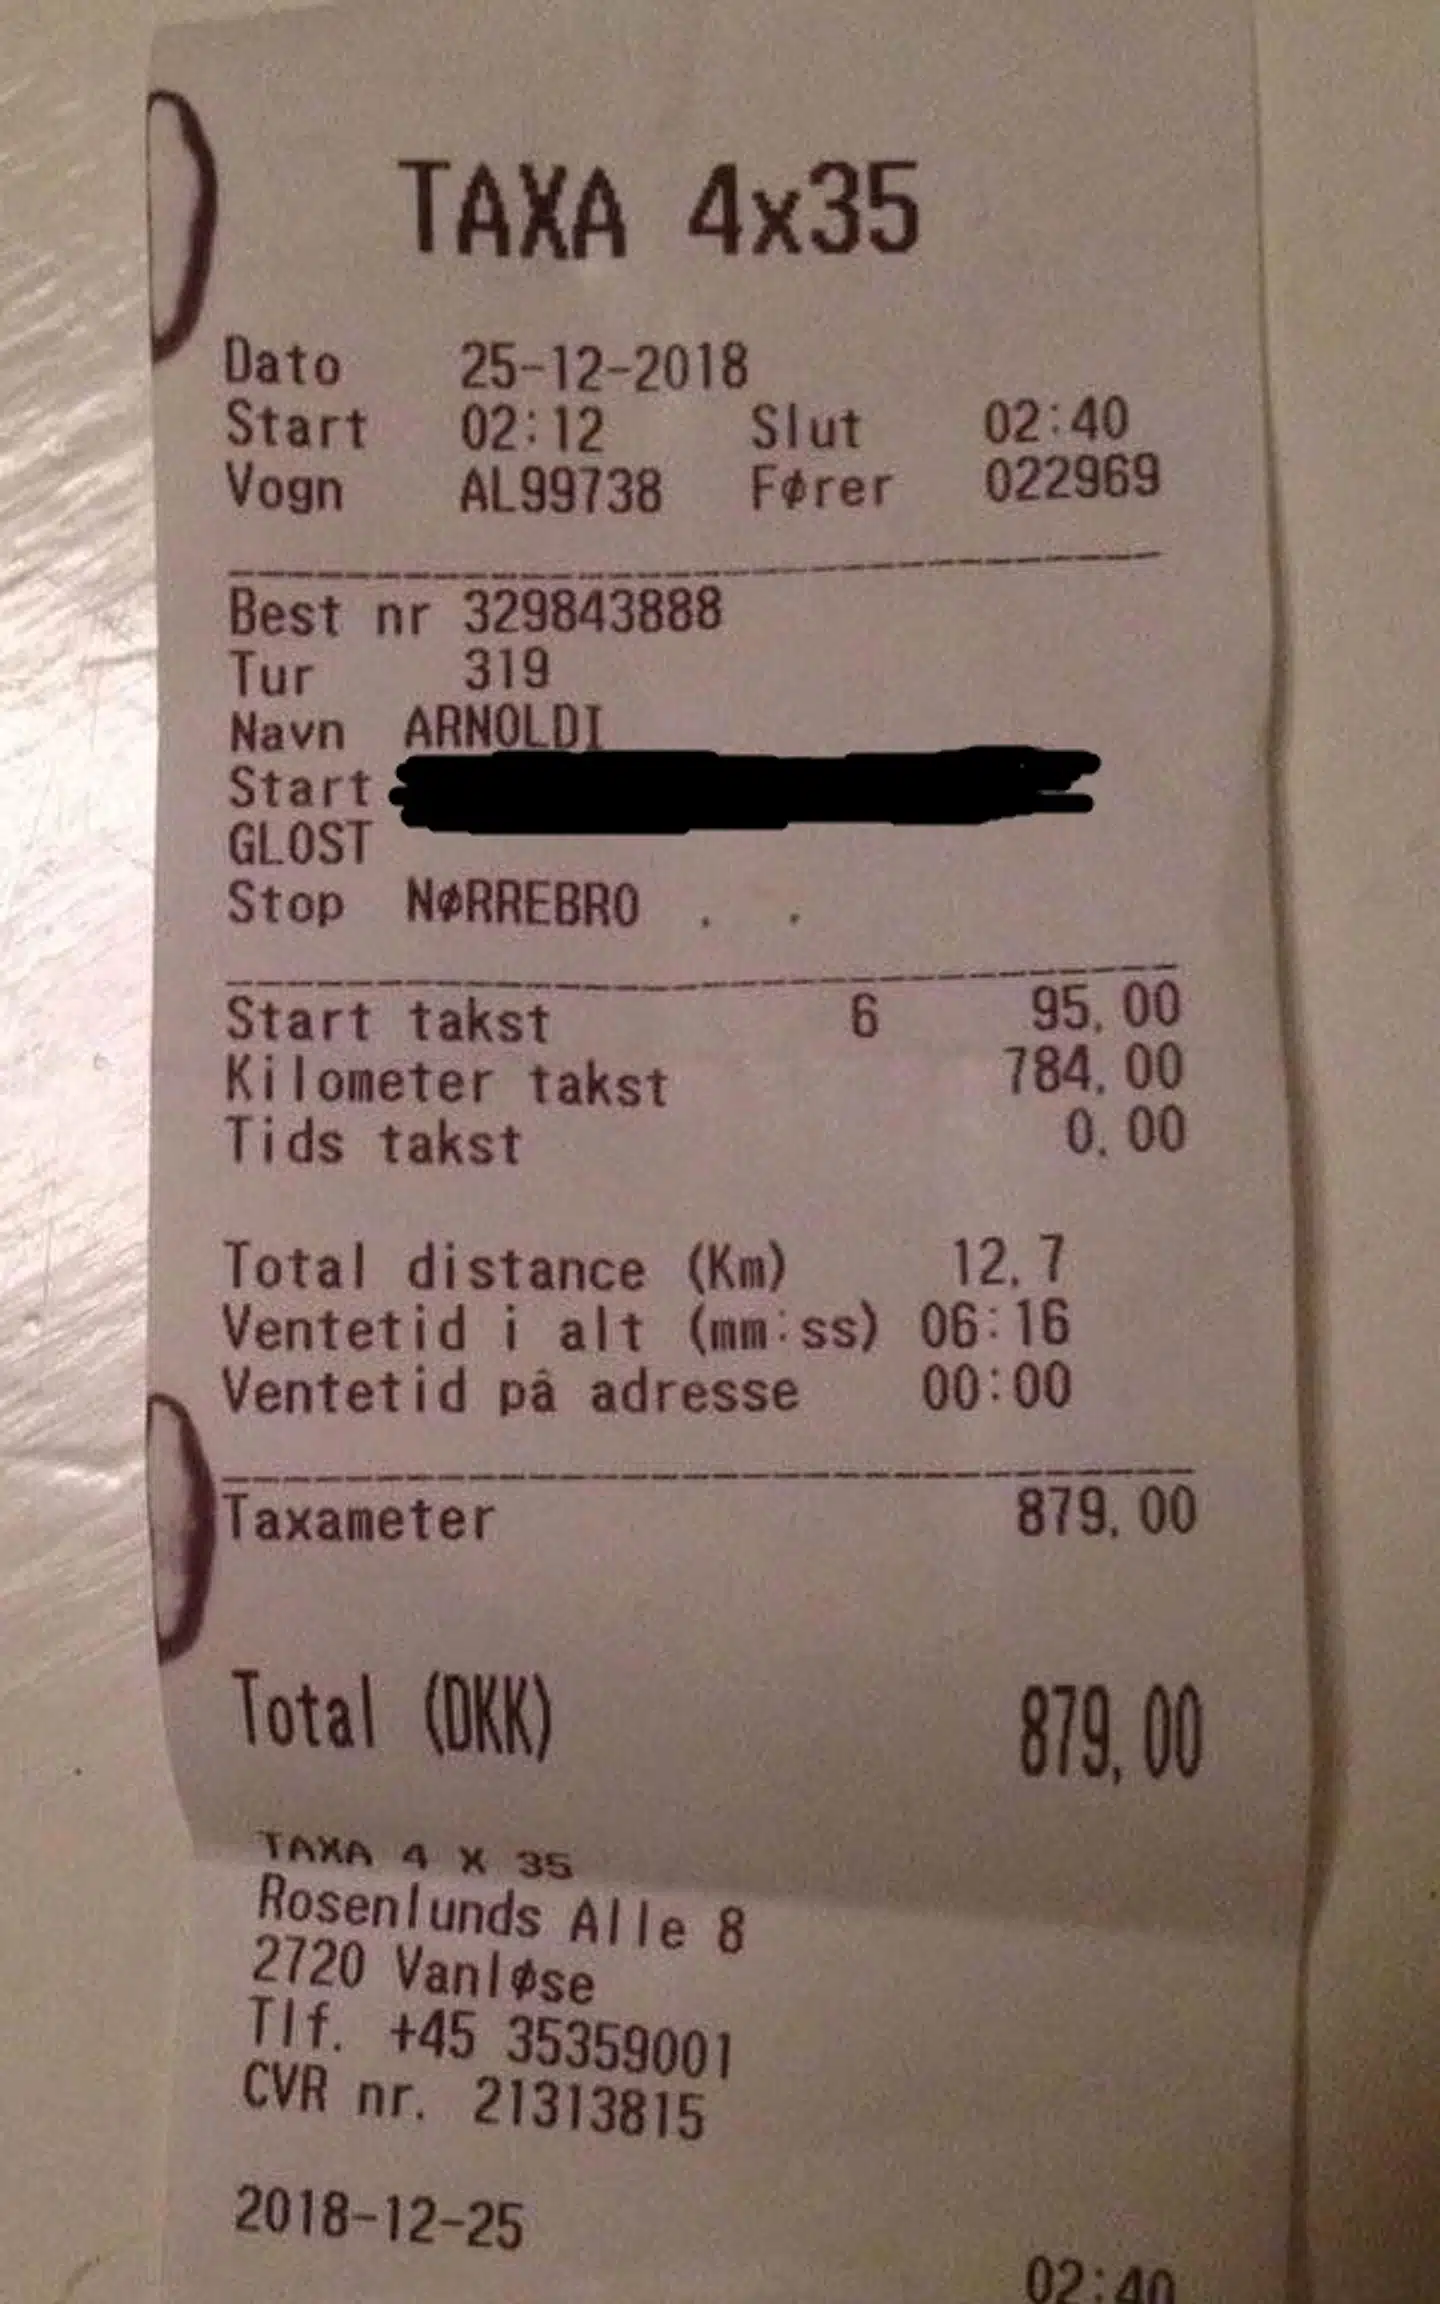 TAXA 4x35
Dato 25-12-2018
Start 02:12 Slut 02:40
Vogn AL99738 Fører 022969
Best nr 329843888
Tur 319
Navn ARNOLDI
Start
GLOST
Stop NØRREBRO . .
Start takst 6 95,00
Kilometer takst 784,00
Tids takst 0,00
Total distance (Km) 12,7
Ventetid i alt (mm:ss) 06:16
Ventetid på adresse 00:00
Taxameter 879,00
Total (DKK) 879,00
TAXA 4 X 35
Rosenlunds Alle 8
2720 Vanløse
Tlf. +45 35359001
CVR nr. 21313815
2018-12-25
02:40